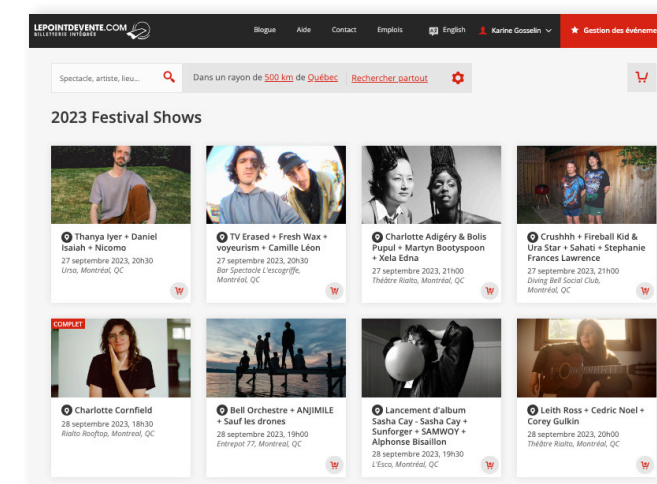 LEPOINTDEVENTE.COM
BILLETTERIE INTÉGRÉE
Blogue Aide Contact Emplois English Karine Gosselin Gestion des événeme
Spectacle, artiste, lieu... Dans un rayon de 500 km de Québec Rechercher partout
2023 Festival Shows
Thanya Iyer + Daniel
Isaiah + Nicomo
27 septembre 2023, 20h30
Ursa, Montréal, QC
TV Erased + Fresh Wax +
voyeurism + Camille Léon
27 septembre 2023, 20h30
Bar Spectacle L'escogriffe,
Montréal, QC
Charlotte Adigéry & Bolis
Pupul + Martyn Bootyspoon
+ Xela Edna
27 septembre 2023, 21h00
Théâtre Rialto, Montréal, QC
Crushhh + Fireball Kid &
Ura Star + Sahati + Stephanie
Frances Lawrence
27 septembre 2023, 21h00
Diving Bell Social Club,
Montréal, QC
COMPLET
Charlotte Cornfield
28 septembre 2023, 18h30
Rialto Rooftop, Montreal, QC
Bell Orchestre + ANJIMILE
+ Sauf les drones
28 septembre 2023, 19h00
Entrepot 77, Montreal, QC
Lancement d'album
Sasha Cay - Sasha Cay +
Sunforger + SAMWOY +
Alphonse Bisaillon
28 septembre 2023, 19h30
L'Esco, Montréal, QC
Leith Ross + Cedric Noel +
Corey Gulkin
28 septembre 2023, 20h00
Théâtre Rialto, Montréal, QC